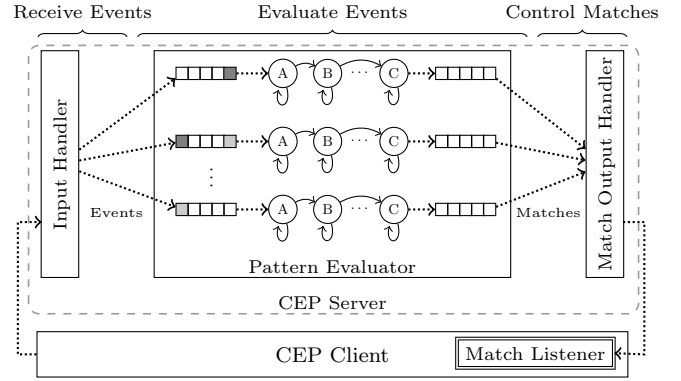 Receive Events Evaluate Events Control Matches
Input Handler
A B ... C
A B ... C
⋮
A B ... C
Events
Matches
Match Output Handler
Pattern Evaluator
CEP Server
CEP Client
Match Listener